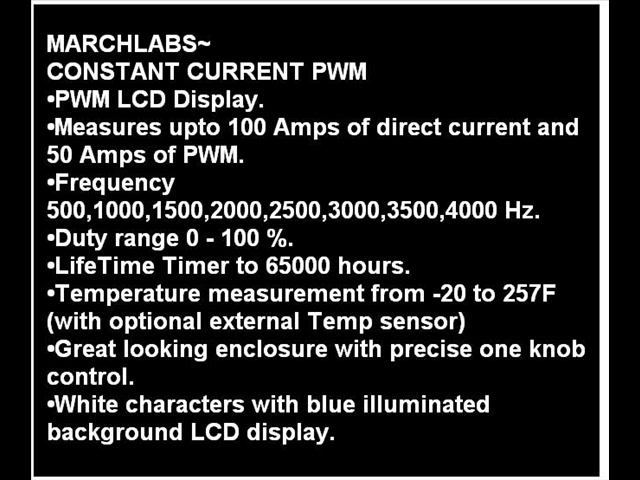 MARCHLABS~
CONSTANT CURRENT PWM
•PWM LCD Display.
•Measures upto 100 Amps of direct current and
50 Amps of PWM.
•Frequency
500,1000,1500,2000,2500,3000,3500,4000 Hz.
•Duty range 0 - 100 %.
•LifeTime Timer to 65000 hours.
•Temperature measurement from -20 to 257F
(with optional external Temp sensor)
•Great looking enclosure with precise one knob
control.
•White characters with blue illuminated
background LCD display.